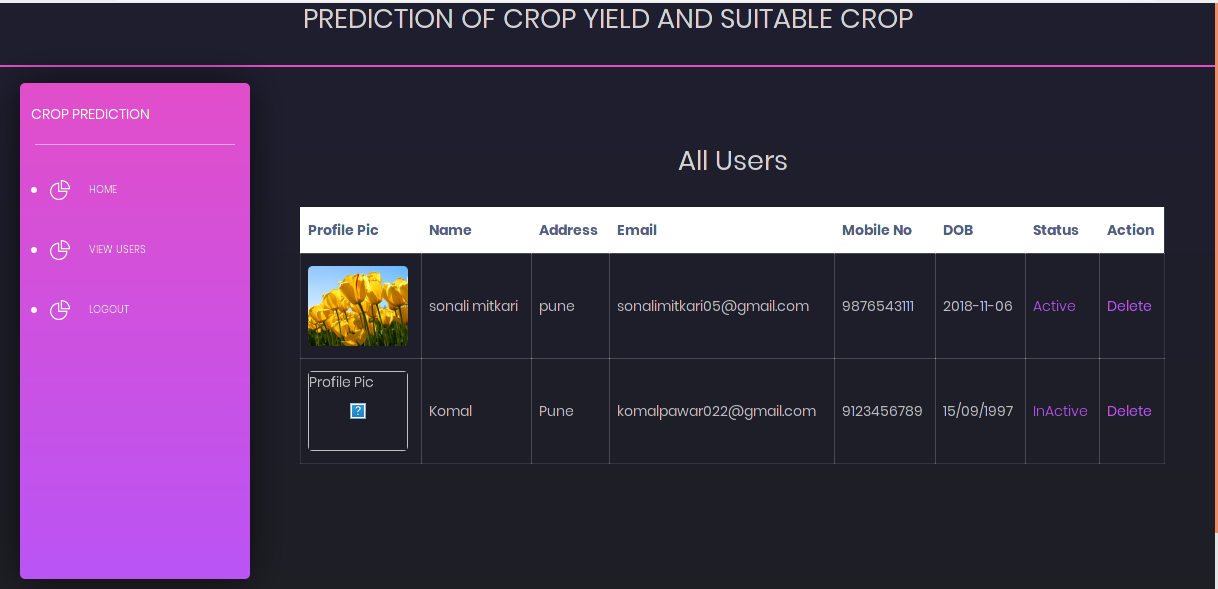 PREDICTION OF CROP YIELD AND SUITABLE CROP
CROP PREDICTION
HOME
VIEW USERS
LOGOUT
All Users
Profile Pic Name Address Email Mobile No DOB Status Action
sonali mitkari pune sonalimitkari05@gmail.com 9876543111 2018-11-06 Active Delete
Profile Pic
Komal Pune komalpawar022@gmail.com 9123456789 15/09/1997 InActive Delete